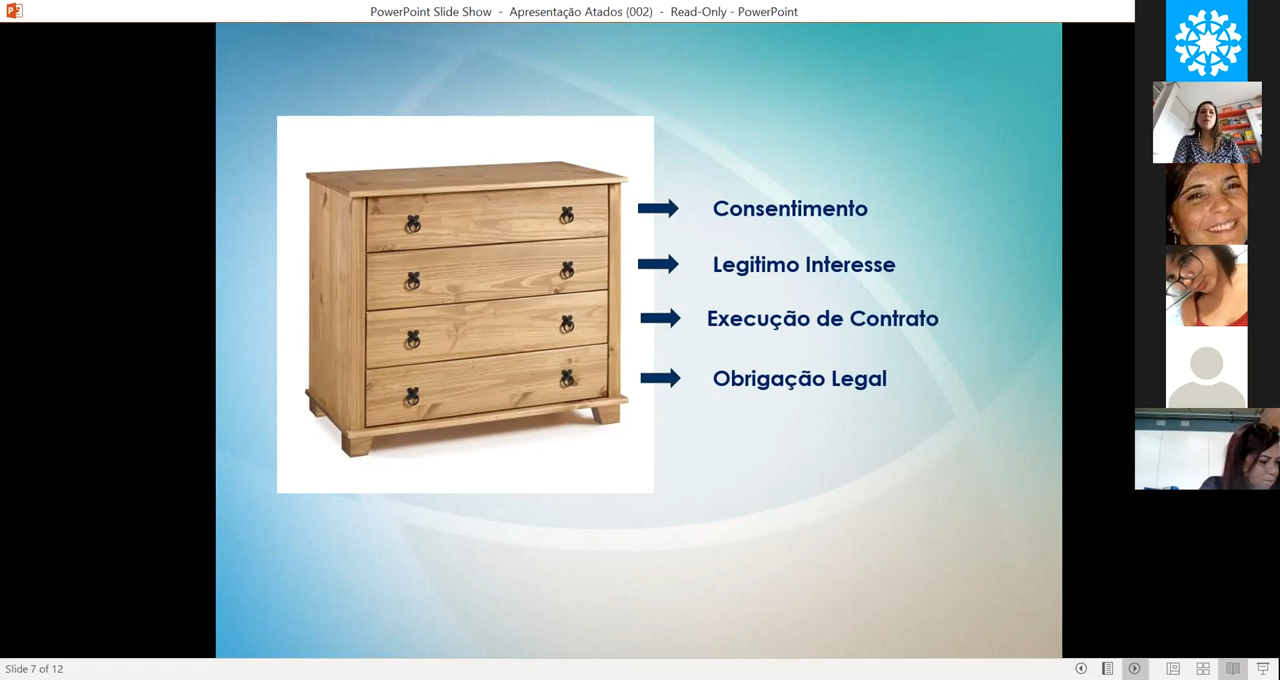 PowerPoint Slide Show - Apresentação Atados (002) - Read-Only - PowerPoint
Consentimento
Legitimo Interesse
Execução de Contrato
Obrigação Legal
Slide 7 of 12